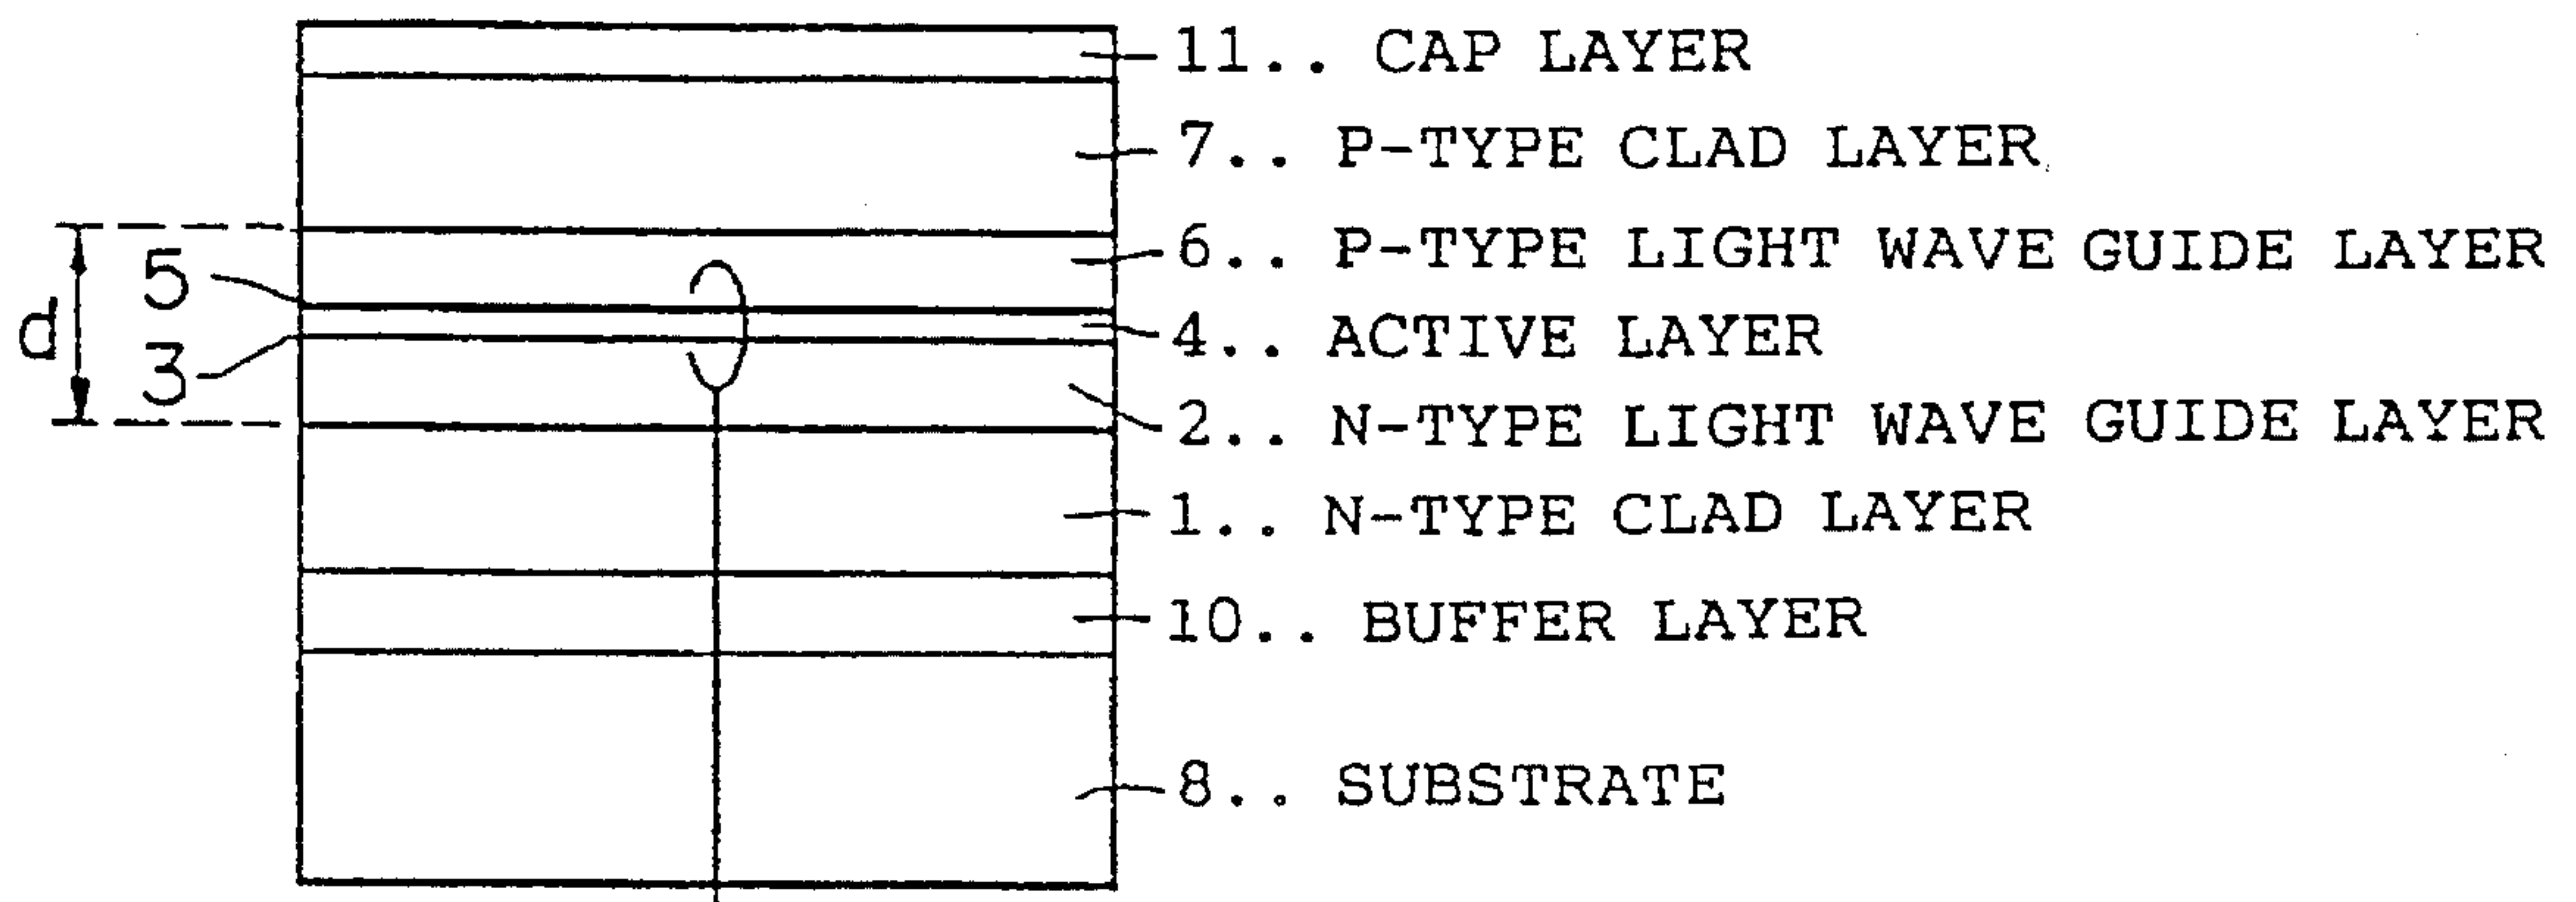 11.. CAP LAYER
7.. P-TYPE CLAD LAYER
6.. P-TYPE LIGHT WAVE GUIDE LAYER
5
d
4.. ACTIVE LAYER
3
2.. N-TYPE LIGHT WAVE GUIDE LAYER
1.. N-TYPE CLAD LAYER
10.. BUFFER LAYER
8.. SUBSTRATE